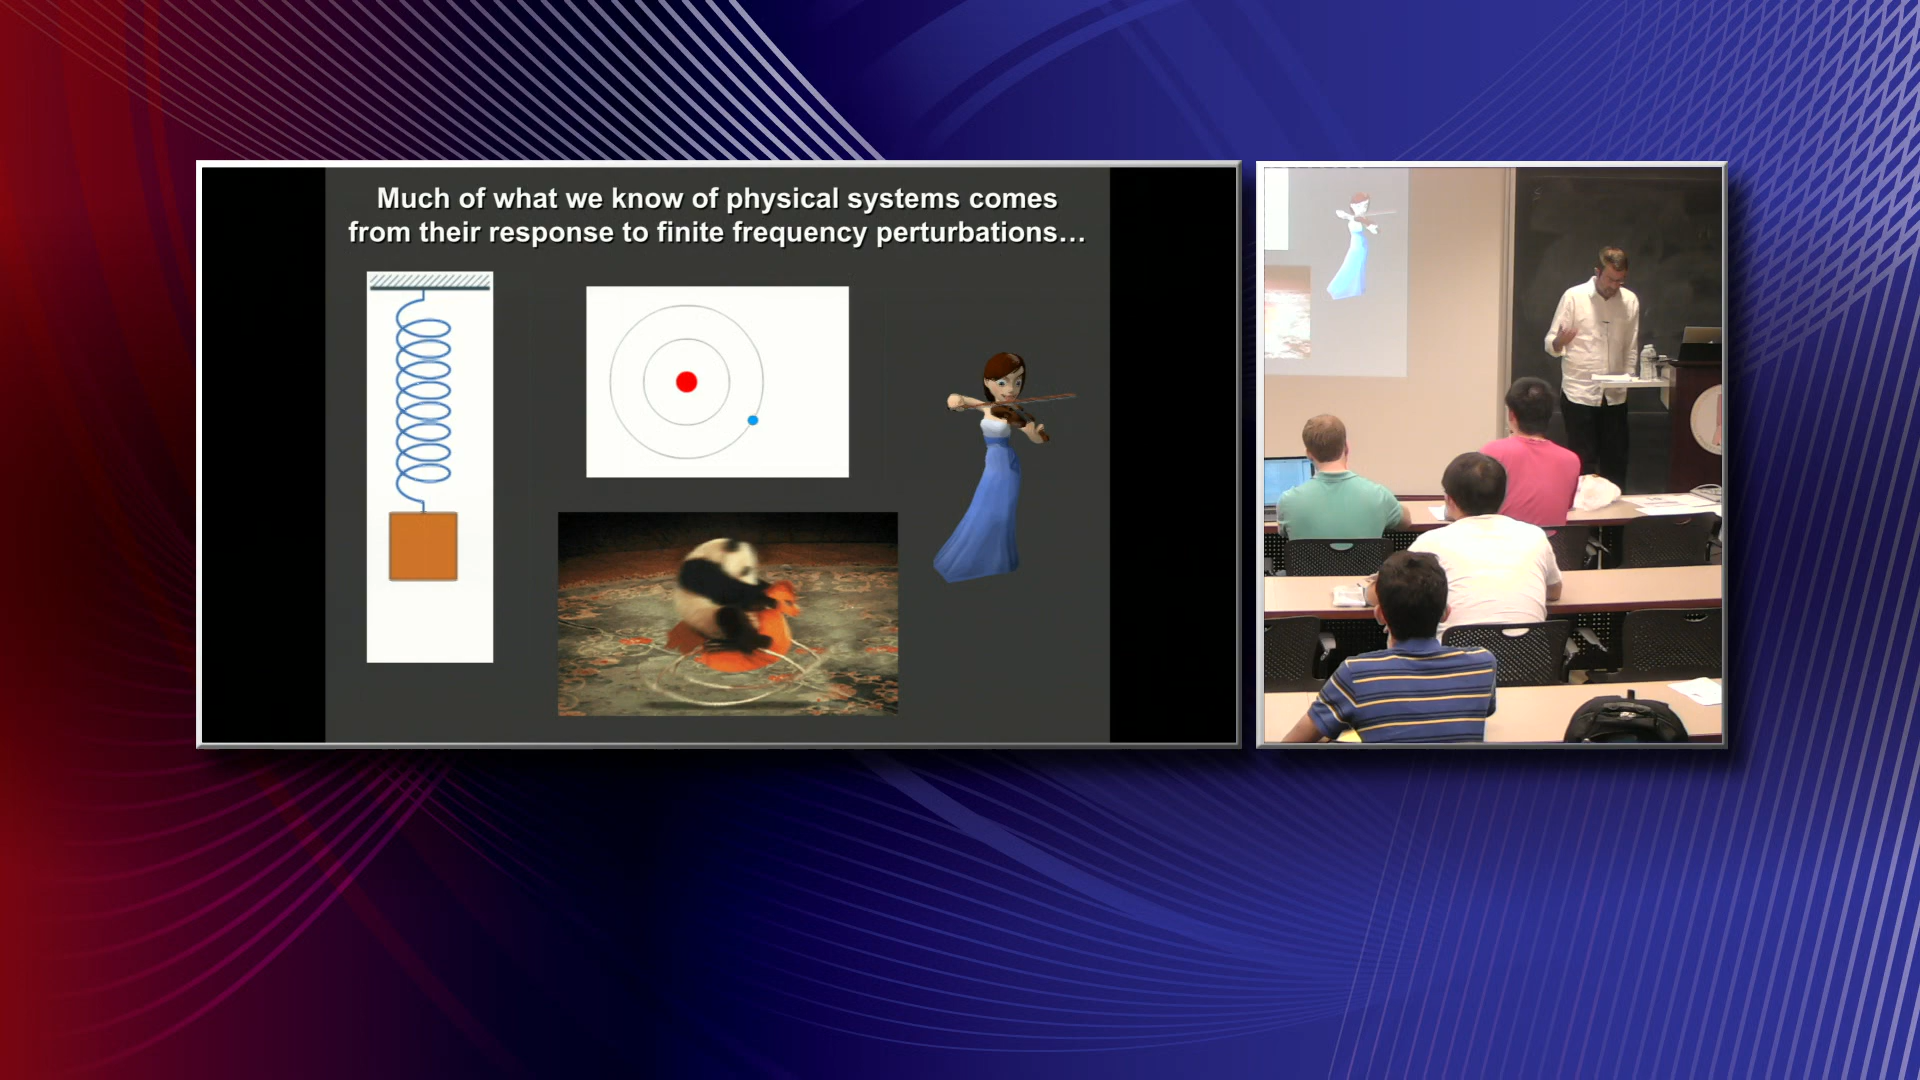 Much of what we know of physical systems comes
from their response to finite frequency perturbations…